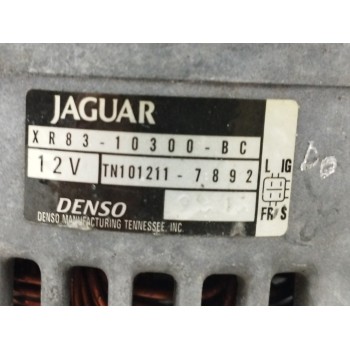 JAGUAR
XR83-10300-BC
12V TN101211-7892
L IG
FR S
DENSO
DENSO MANUFACTURING TENNESSEE, INC.